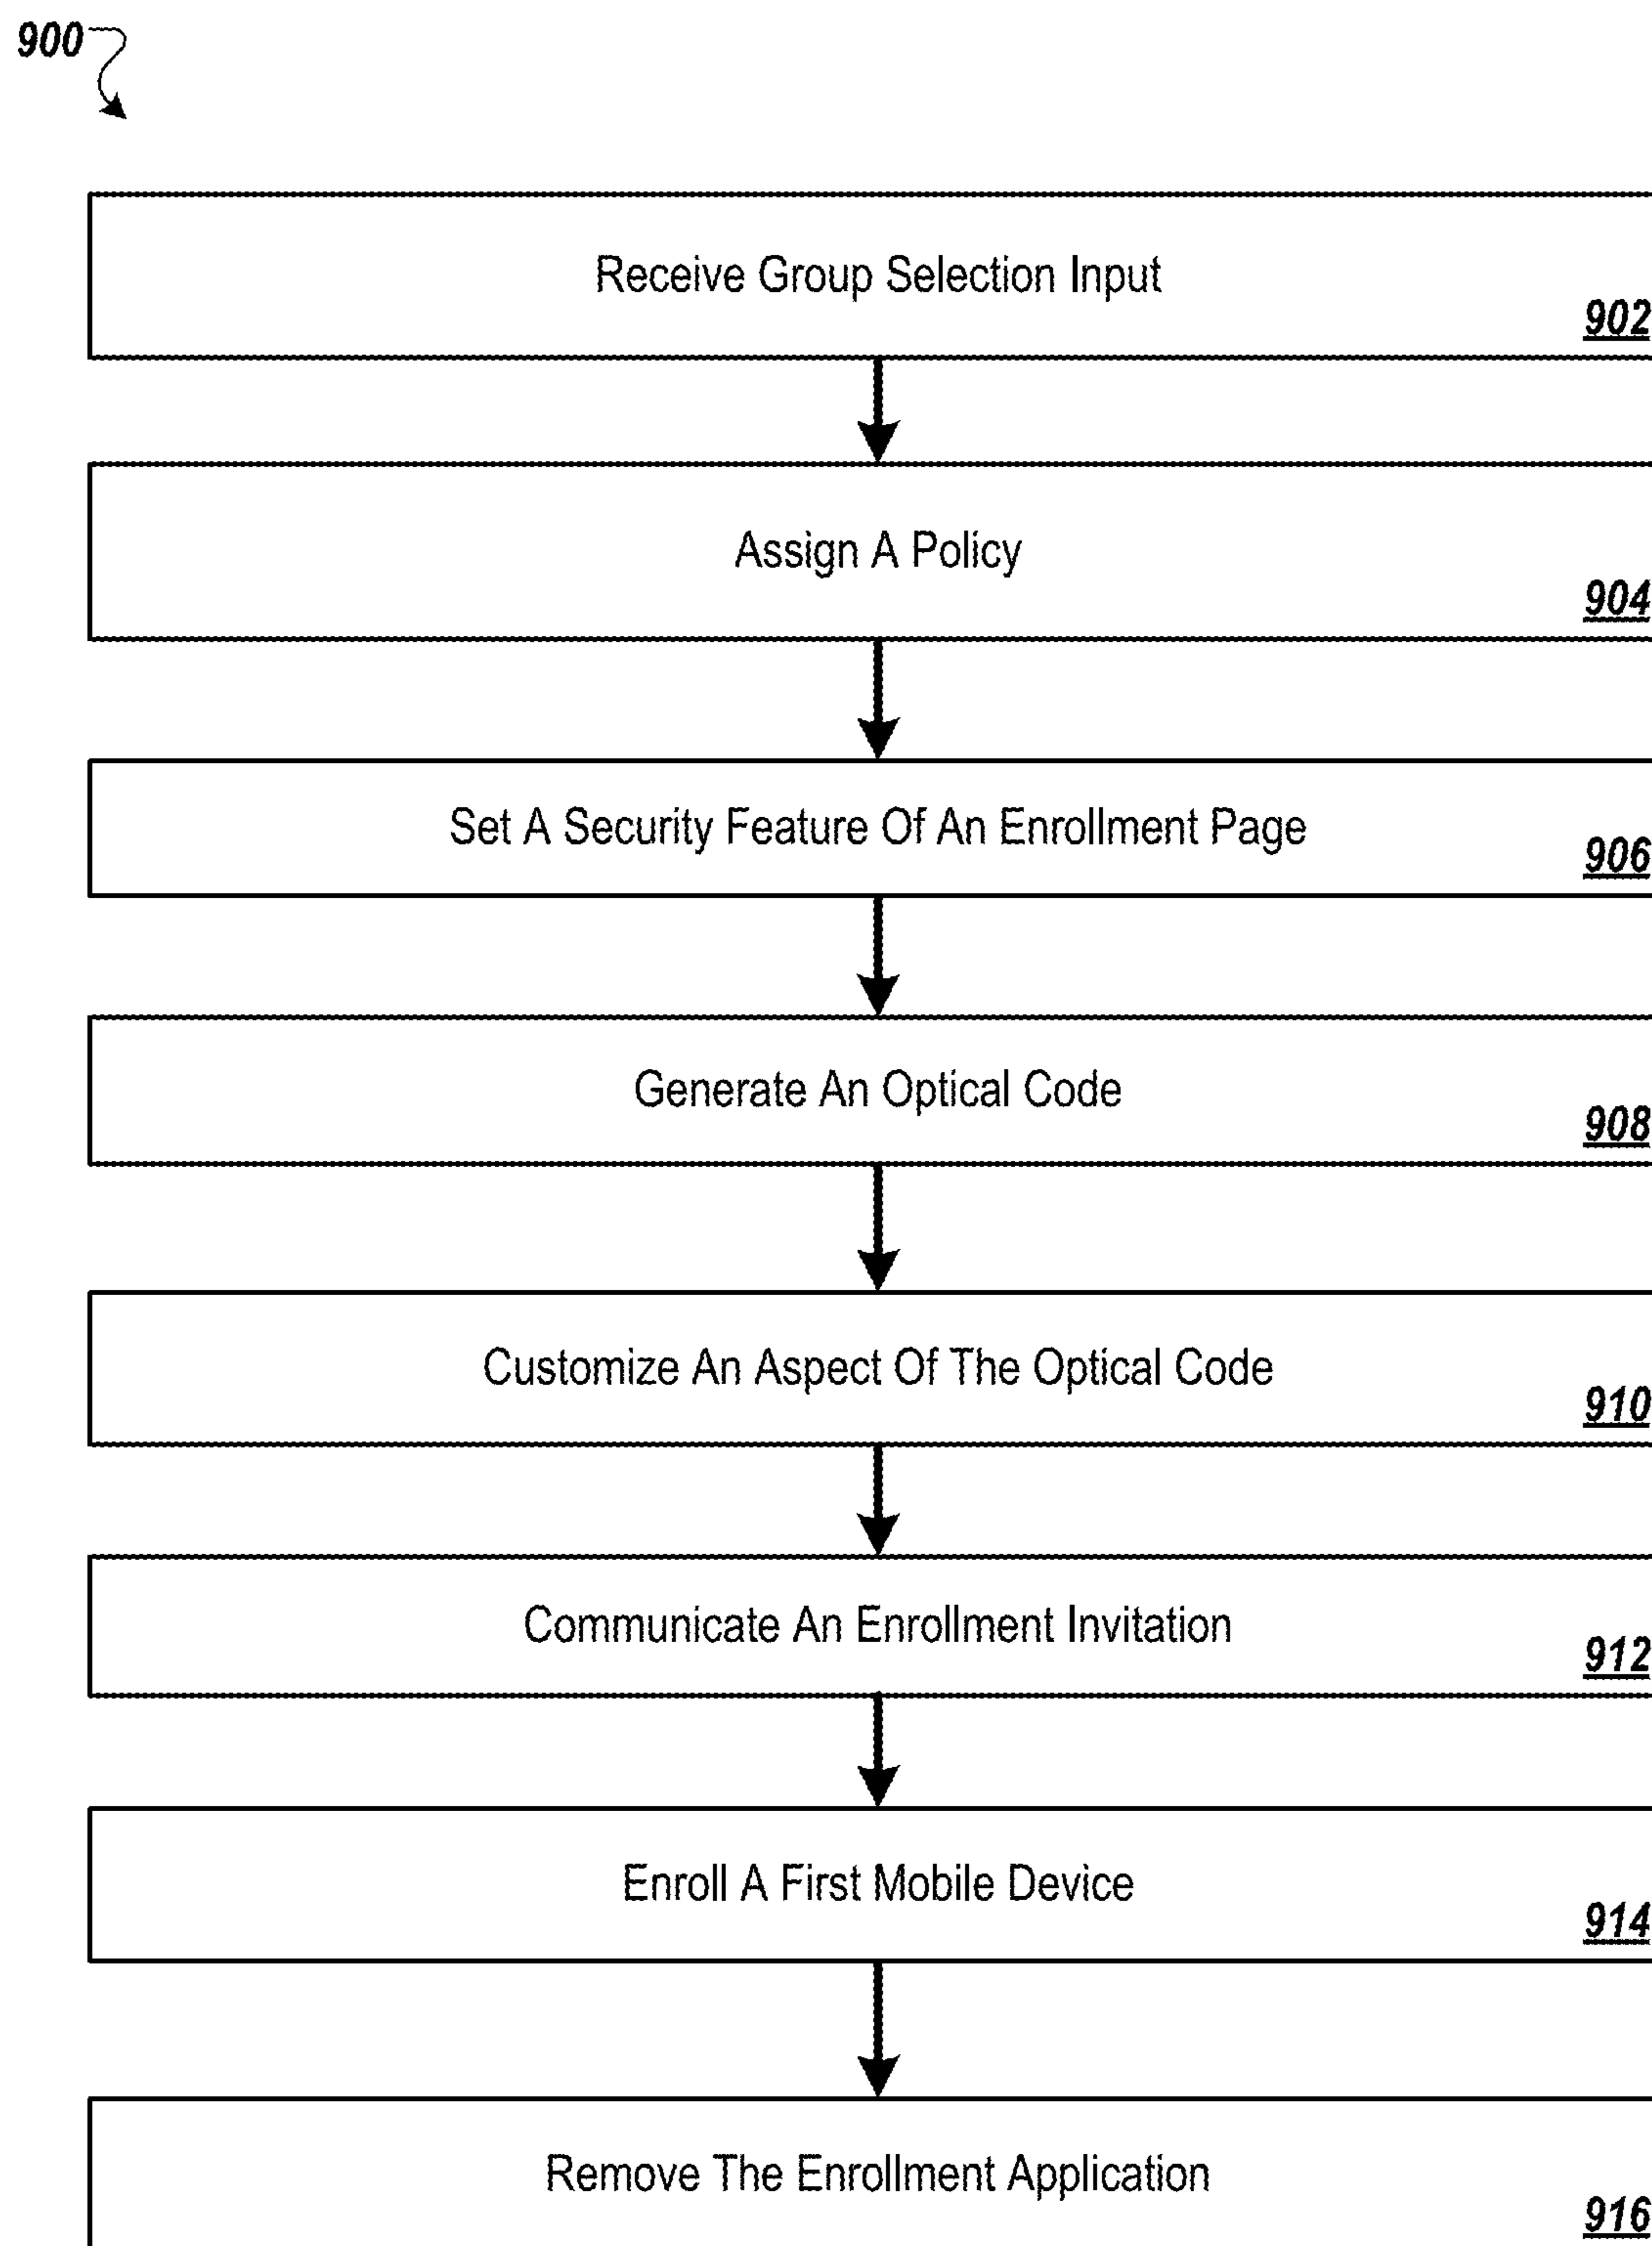 900
Receive Group Selection Input
902
Assign A Policy
904
Set A Security Feature Of An Enrollment Page
906
Generate An Optical Code
908
Customize An Aspect Of The Optical Code
910
Communicate An Enrollment Invitation
912
Enroll A First Mobile Device
914
Remove The Enrollment Application
916